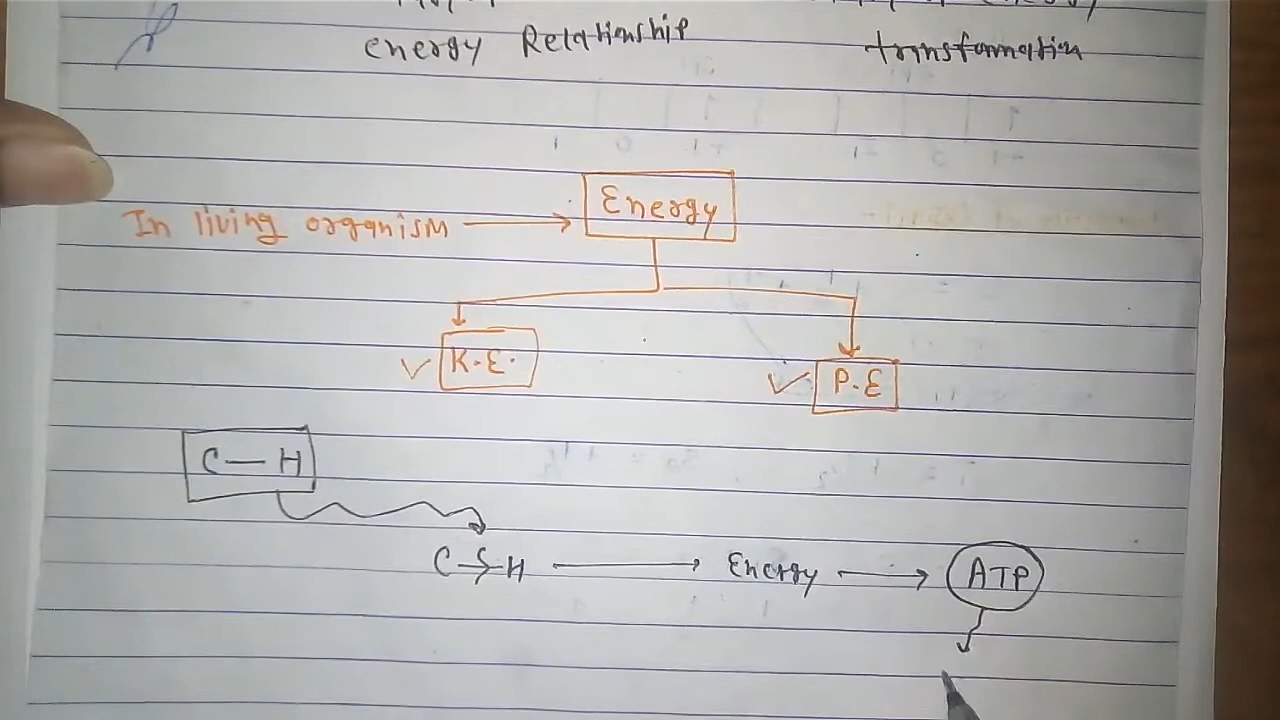 energy Relationship
transformation
Energy
In living organism
K.E.
P.E
C—H
C H
Energy
ATP